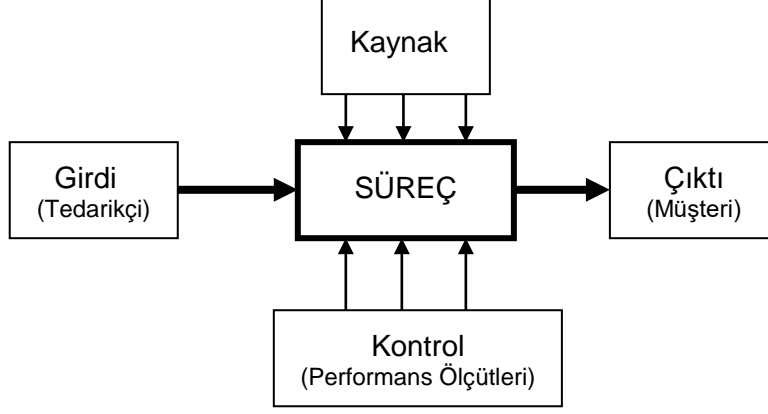 Kaynak
Girdi
(Tedarikçi)
SÜREÇ
Çıktı
(Müşteri)
Kontrol
(Performans Ölçütleri)